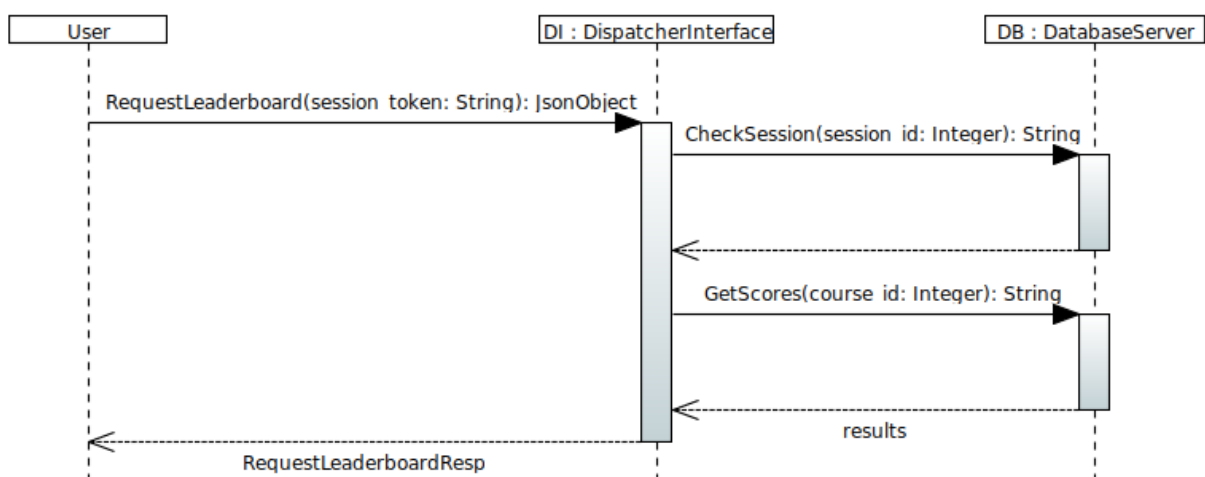 User
DI : DispatcherInterface
DB : DatabaseServer
RequestLeaderboard(session token: String): JsonObject
CheckSession(session id: Integer): String
GetScores(course id: Integer): String
results
RequestLeaderboardResp